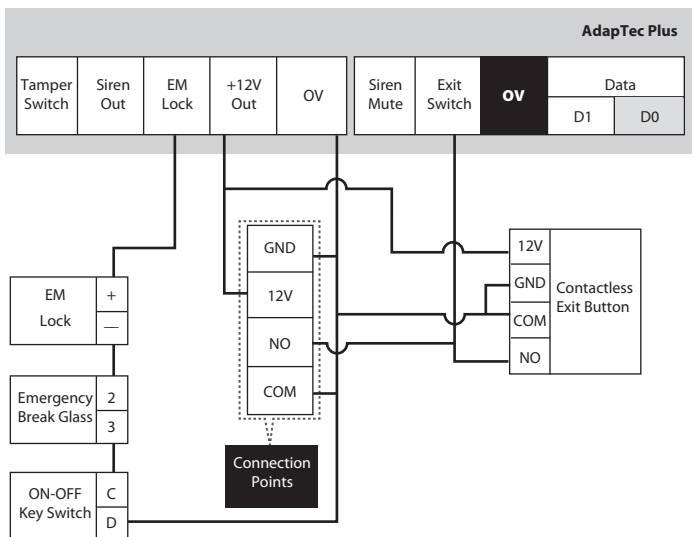 AdapTec Plus
Tamper
Switch
Siren
Out
EM
Lock
+12V
Out
OV
Siren
Mute
Exit
Switch
OV
Data
D1
D0
GND
12V
NO
COM
Connection
Points
12V
GND
COM
NO
Contactless
Exit Button
EM
Lock
+
—
Emergency
Break Glass
2
3
ON-OFF
Key Switch
C
D